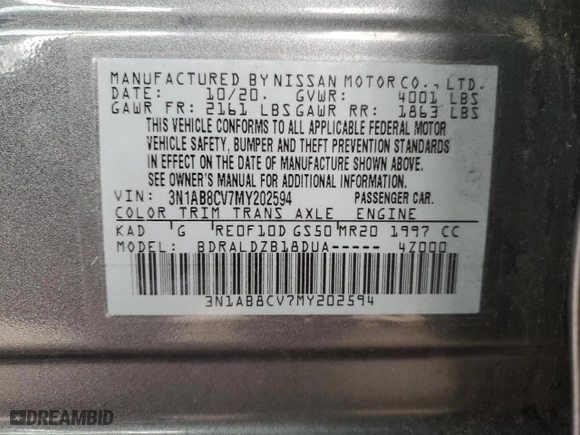 MANUFACTURED BY NISSAN MOTOR CO., LTD.
DATE: 10/20. GVWR: 4001 LBS
GAWR FR: 2161 LBS GAWR RR: 1863 LBS
THIS VEHICLE CONFORMS TO ALL APPLICABLE FEDERAL MOTOR
VEHICLE SAFETY, BUMPER AND THEFT PREVENTION STANDARDS
IN EFFECT ON THE DATE OF MANUFACTURE SHOWN ABOVE.
SEE OWNER'S MANUAL FOR ADDITIONAL INFORMATION.
VIN: 3N1AB8CV7MY202594 PASSENGER CAR.
COLOR TRIM TRANS AXLE ENGINE
KAD G RE0F10D GS50 MR20 1997 CC
MODEL: BDRALDZB18DUA----- 4Z000
3N1AB8CV7MY202594
DREAMBID